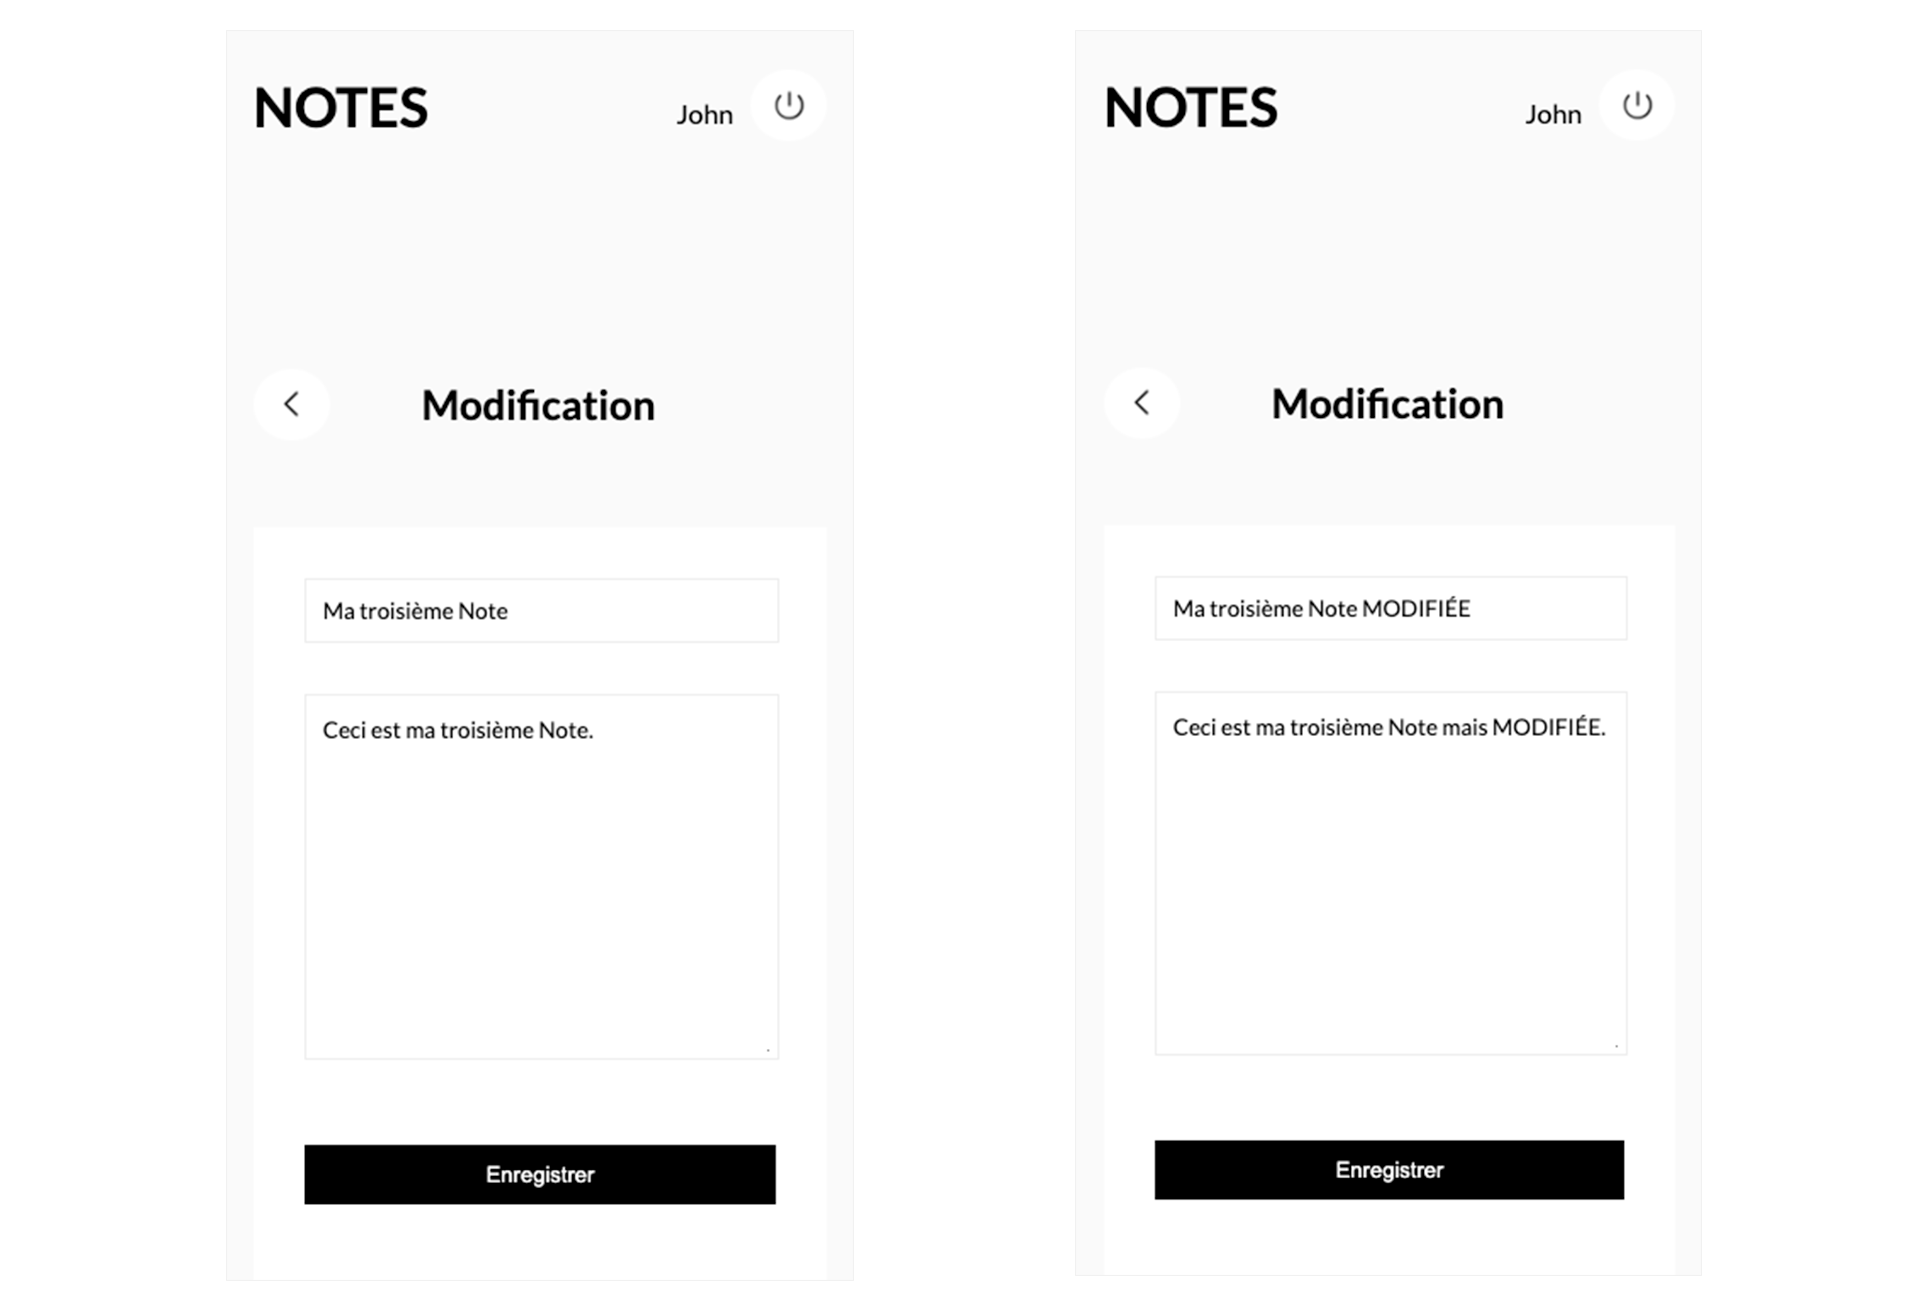 NOTES
John
Modification
Ma troisième Note
Ceci est ma troisième Note.
Enregistrer
NOTES
John
Modification
Ma troisième Note MODIFIÉE
Ceci est ma troisième Note mais MODIFIÉE.
Enregistrer